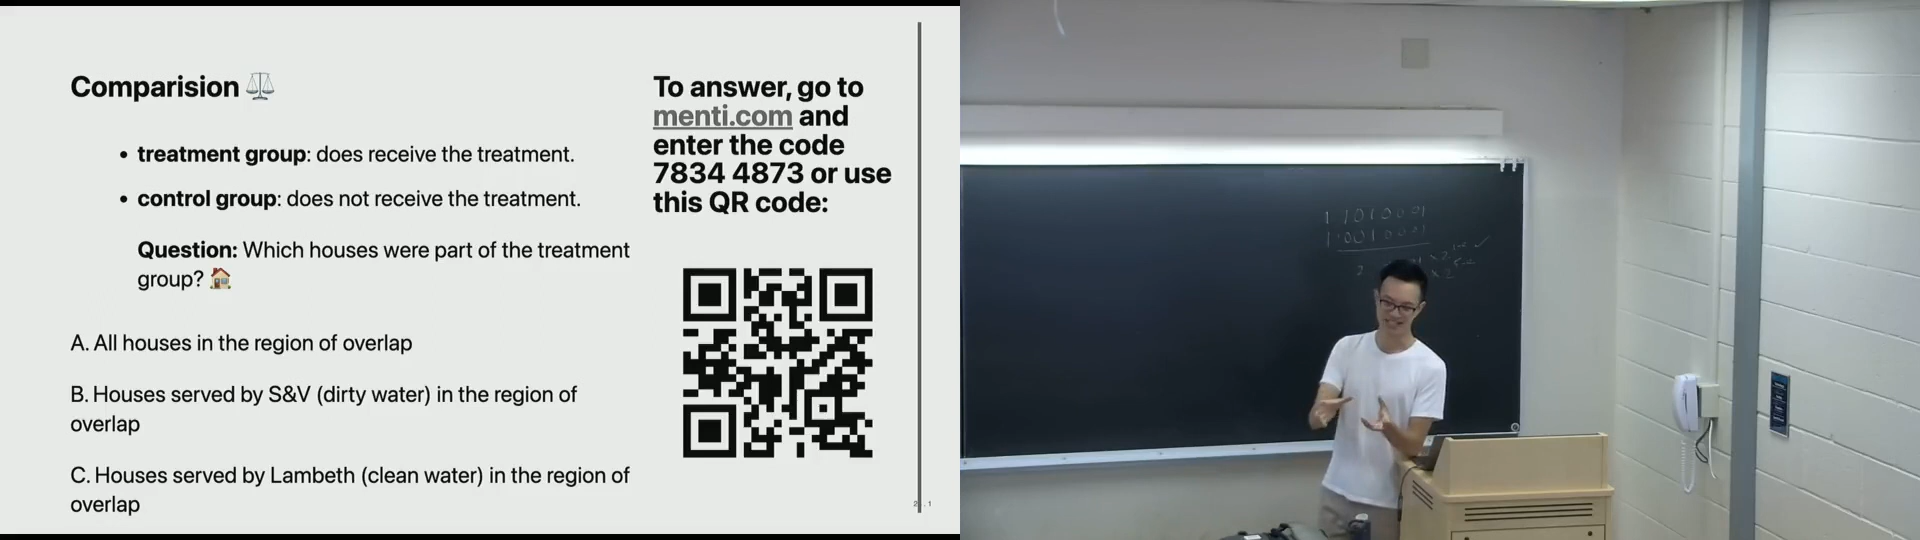 Comparision
• treatment group: does receive the treatment.
• control group: does not receive the treatment.
Question: Which houses were part of the treatment
group?
A. All houses in the region of overlap
B. Houses served by S&V (dirty water) in the region of
overlap
C. Houses served by Lambeth (clean water) in the region of
overlap
To answer, go to
menti.com and
enter the code
7834 4873 or use
this QR code: